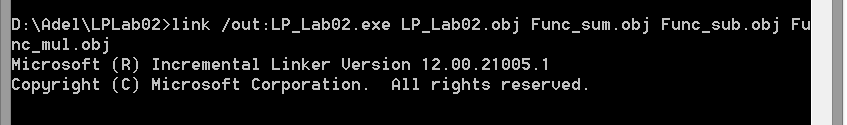 D:\Adel\LPLab02>link /out:LP_Lab02.exe LP_Lab02.obj Func_sum.obj Func_sub.obj Fu
nc_mul.obj
Microsoft (R) Incremental Linker Version 12.00.21005.1
Copyright (C) Microsoft Corporation.  All rights reserved.